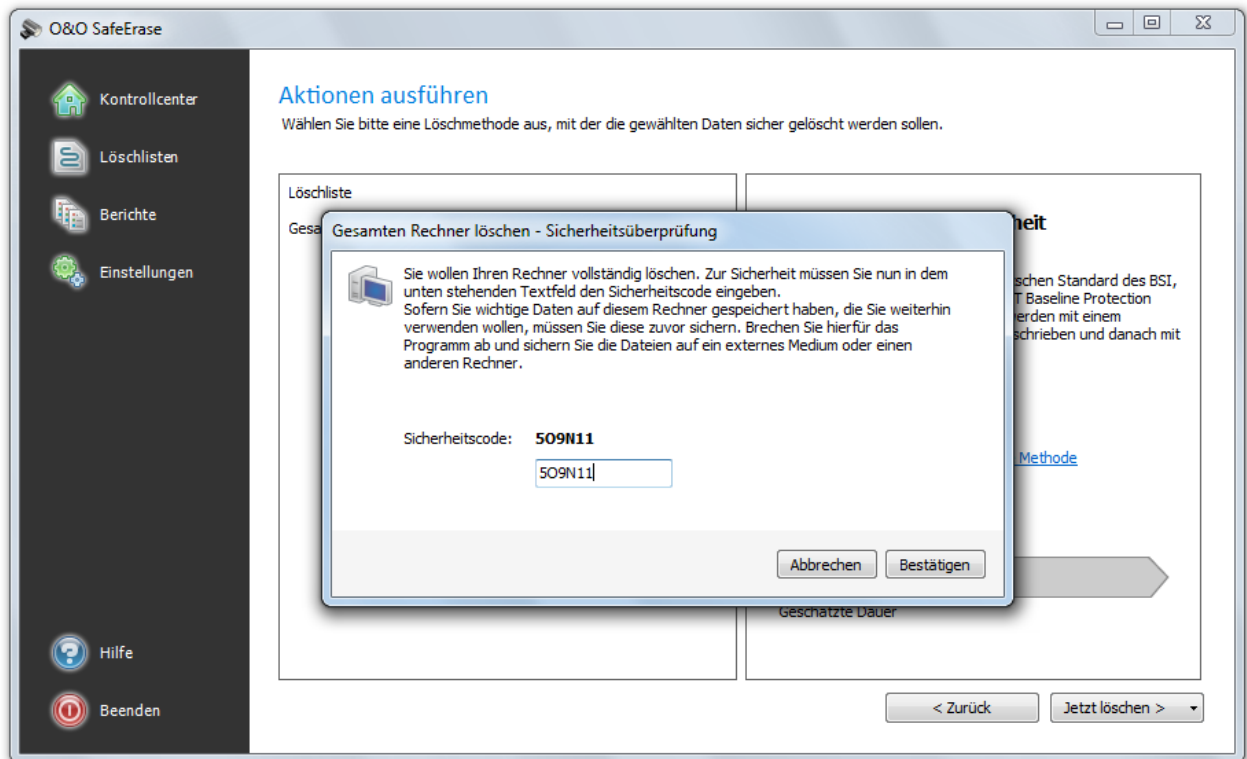 O&O SafeErase
Kontrollcenter
Löschlisten
Berichte
Einstellungen
Hilfe
Beenden
Aktionen ausführen
Wählen Sie bitte eine Löschmethode aus, mit der die gewählten Daten sicher gelöscht werden sollen.
Löschliste
Gesa
heit
schen Standard des BSI,
T Baseline Protection
erden mit einem
schrieben und danach mit
Methode
Geschätzte Dauer
Gesamten Rechner löschen - Sicherheitsüberprüfung
Sie wollen Ihren Rechner vollständig löschen. Zur Sicherheit müssen Sie nun in dem
unten stehenden Textfeld den Sicherheitscode eingeben.
Sofern Sie wichtige Daten auf diesem Rechner gespeichert haben, die Sie weiterhin
verwenden wollen, müssen Sie diese zuvor sichern. Brechen Sie hierfür das
Programm ab und sichern Sie die Dateien auf ein externes Medium oder einen
anderen Rechner.
Sicherheitscode: 5O9N11
5O9N11
Abbrechen Bestätigen
< Zurück Jetzt löschen >